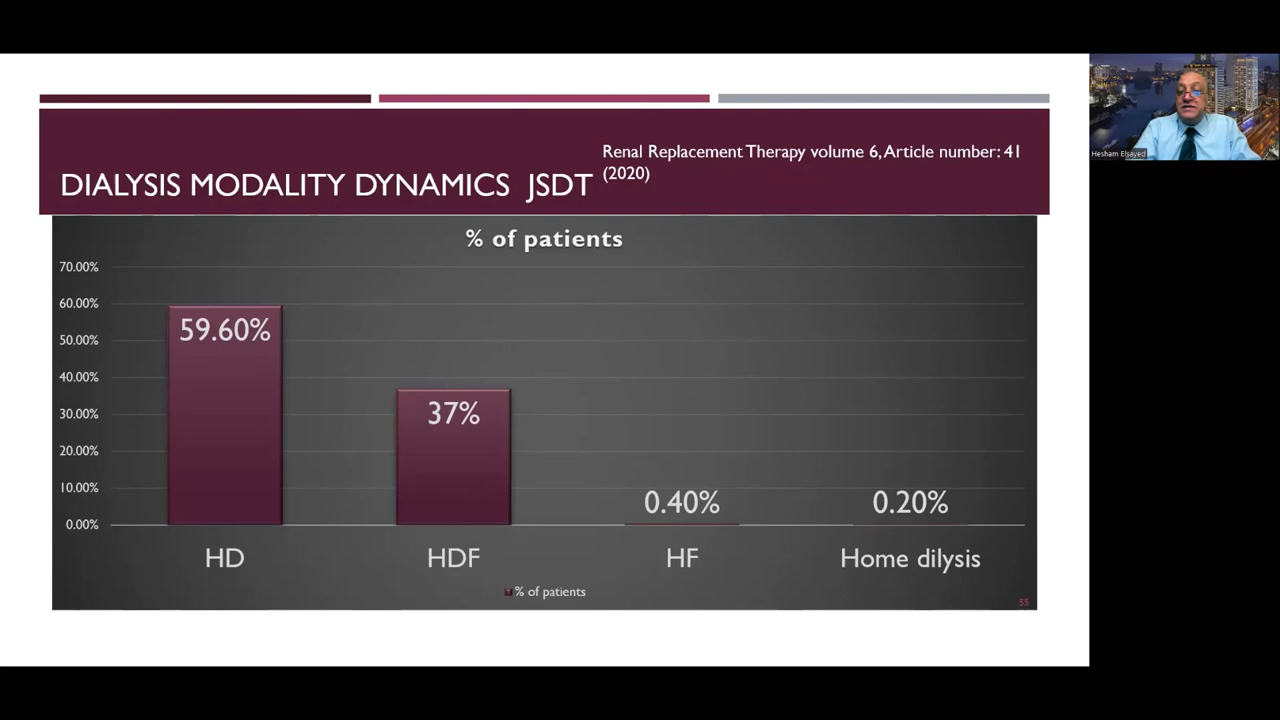 Renal Replacement Therapy volume 6, Article number: 41
(2020)
DIALYSIS MODALITY DYNAMICS JSDT
Hesham Elsayed
% of patients
70.00%
60.00%
50.00%
40.00%
30.00%
20.00%
10.00%
0.00%
59.60%
37%
0.40%
0.20%
HD
HDF
HF
Home dilysis
% of patients
55